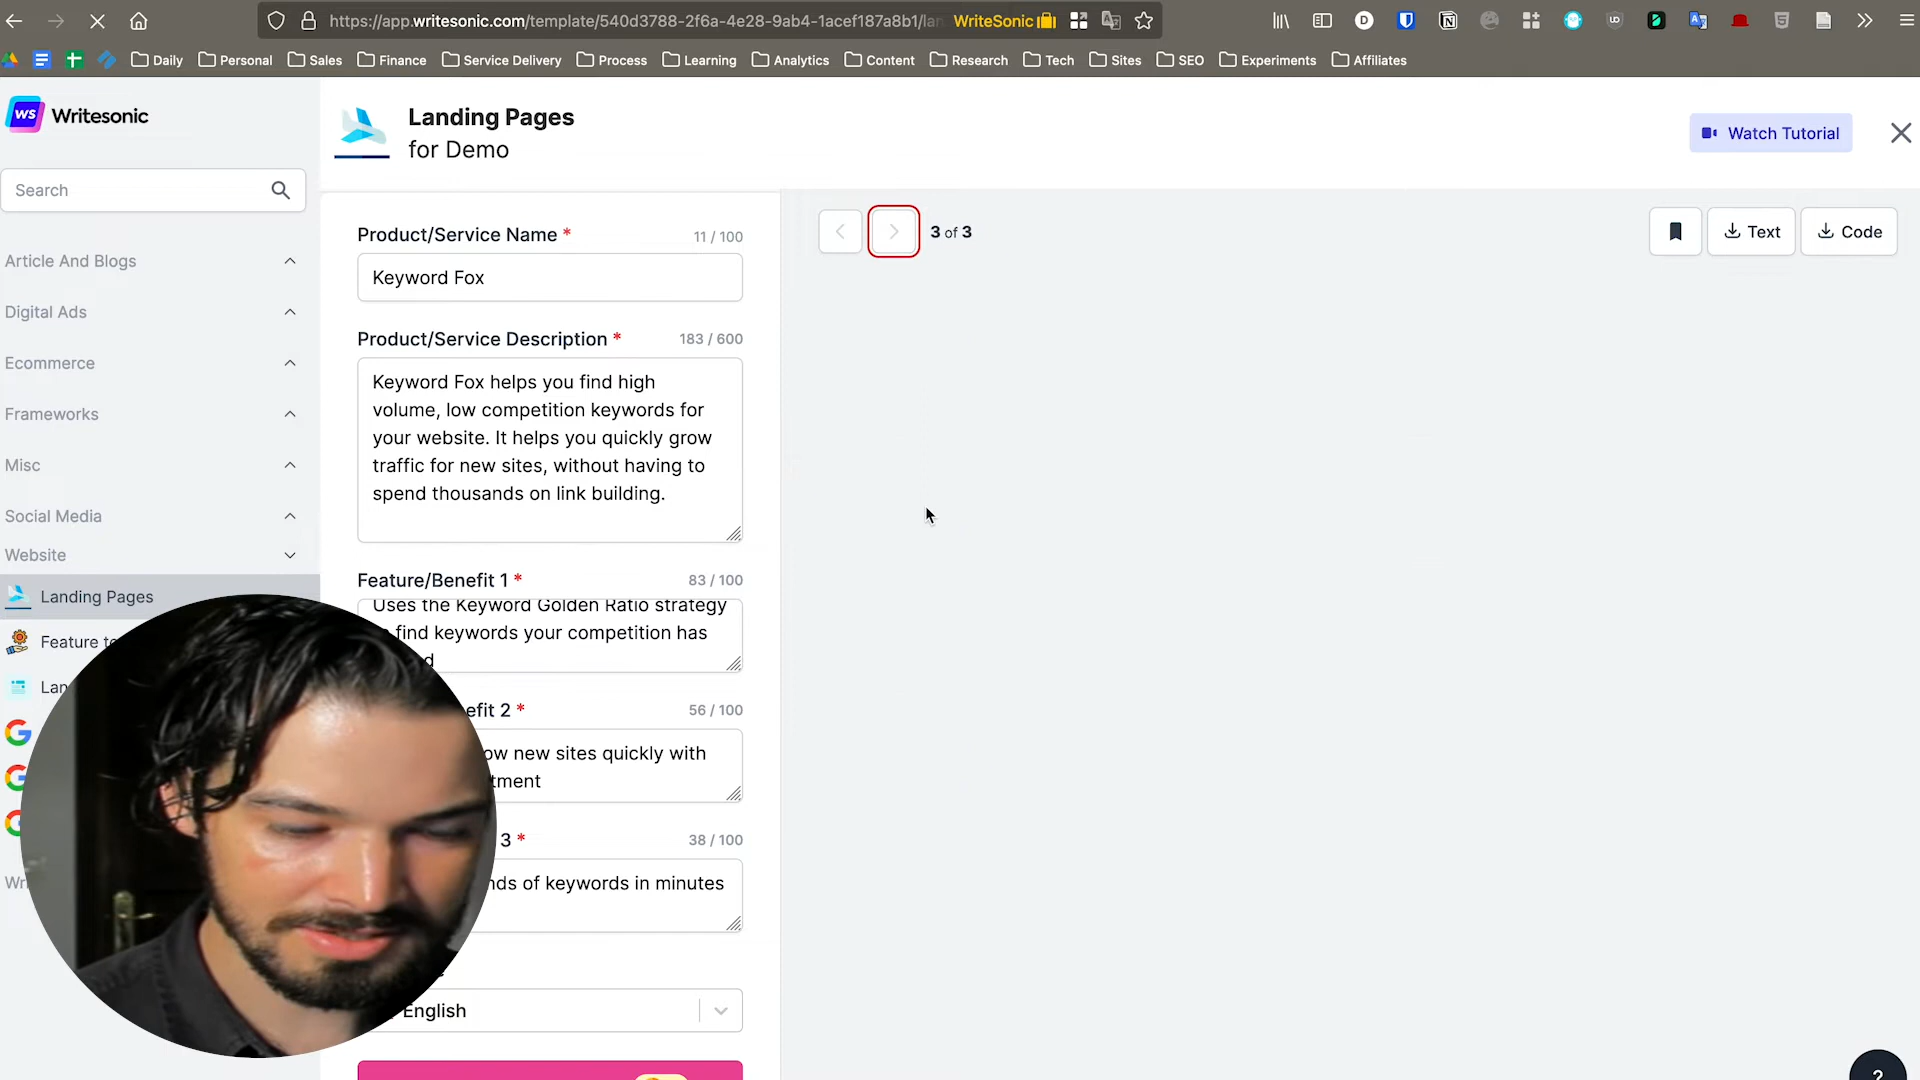 https://app.writesonic.com/template/540d3788-2f6a-4e28-9ab4-1acef187a8b1/lan
WriteSonic
Daily
Personal
Sales
Finance
Service Delivery
Process
Learning
Analytics
Content
Research
Tech
Sites
SEO
Experiments
Affiliates
WS
Writesonic
Landing Pages
for Demo
Watch Tutorial
Search
Article And Blogs
Digital Ads
Ecommerce
Frameworks
Misc
Social Media
Website
Landing Pages
Feature
Lan
Product/Service Name * 11 / 100
Keyword Fox
Product/Service Description * 183 / 600
Keyword Fox helps you find high
volume, low competition keywords for
your website. It helps you quickly grow
traffic for new sites, without having to
spend thousands on link building.
Feature/Benefit 1 * 83 / 100
Uses the Keyword Golden Ratio strategy
find keywords your competition has
efit 2 * 56 / 100
ow new sites quickly with
tment
3 * 38 / 100
nds of keywords in minutes
English
3 of 3
Text
Code
?